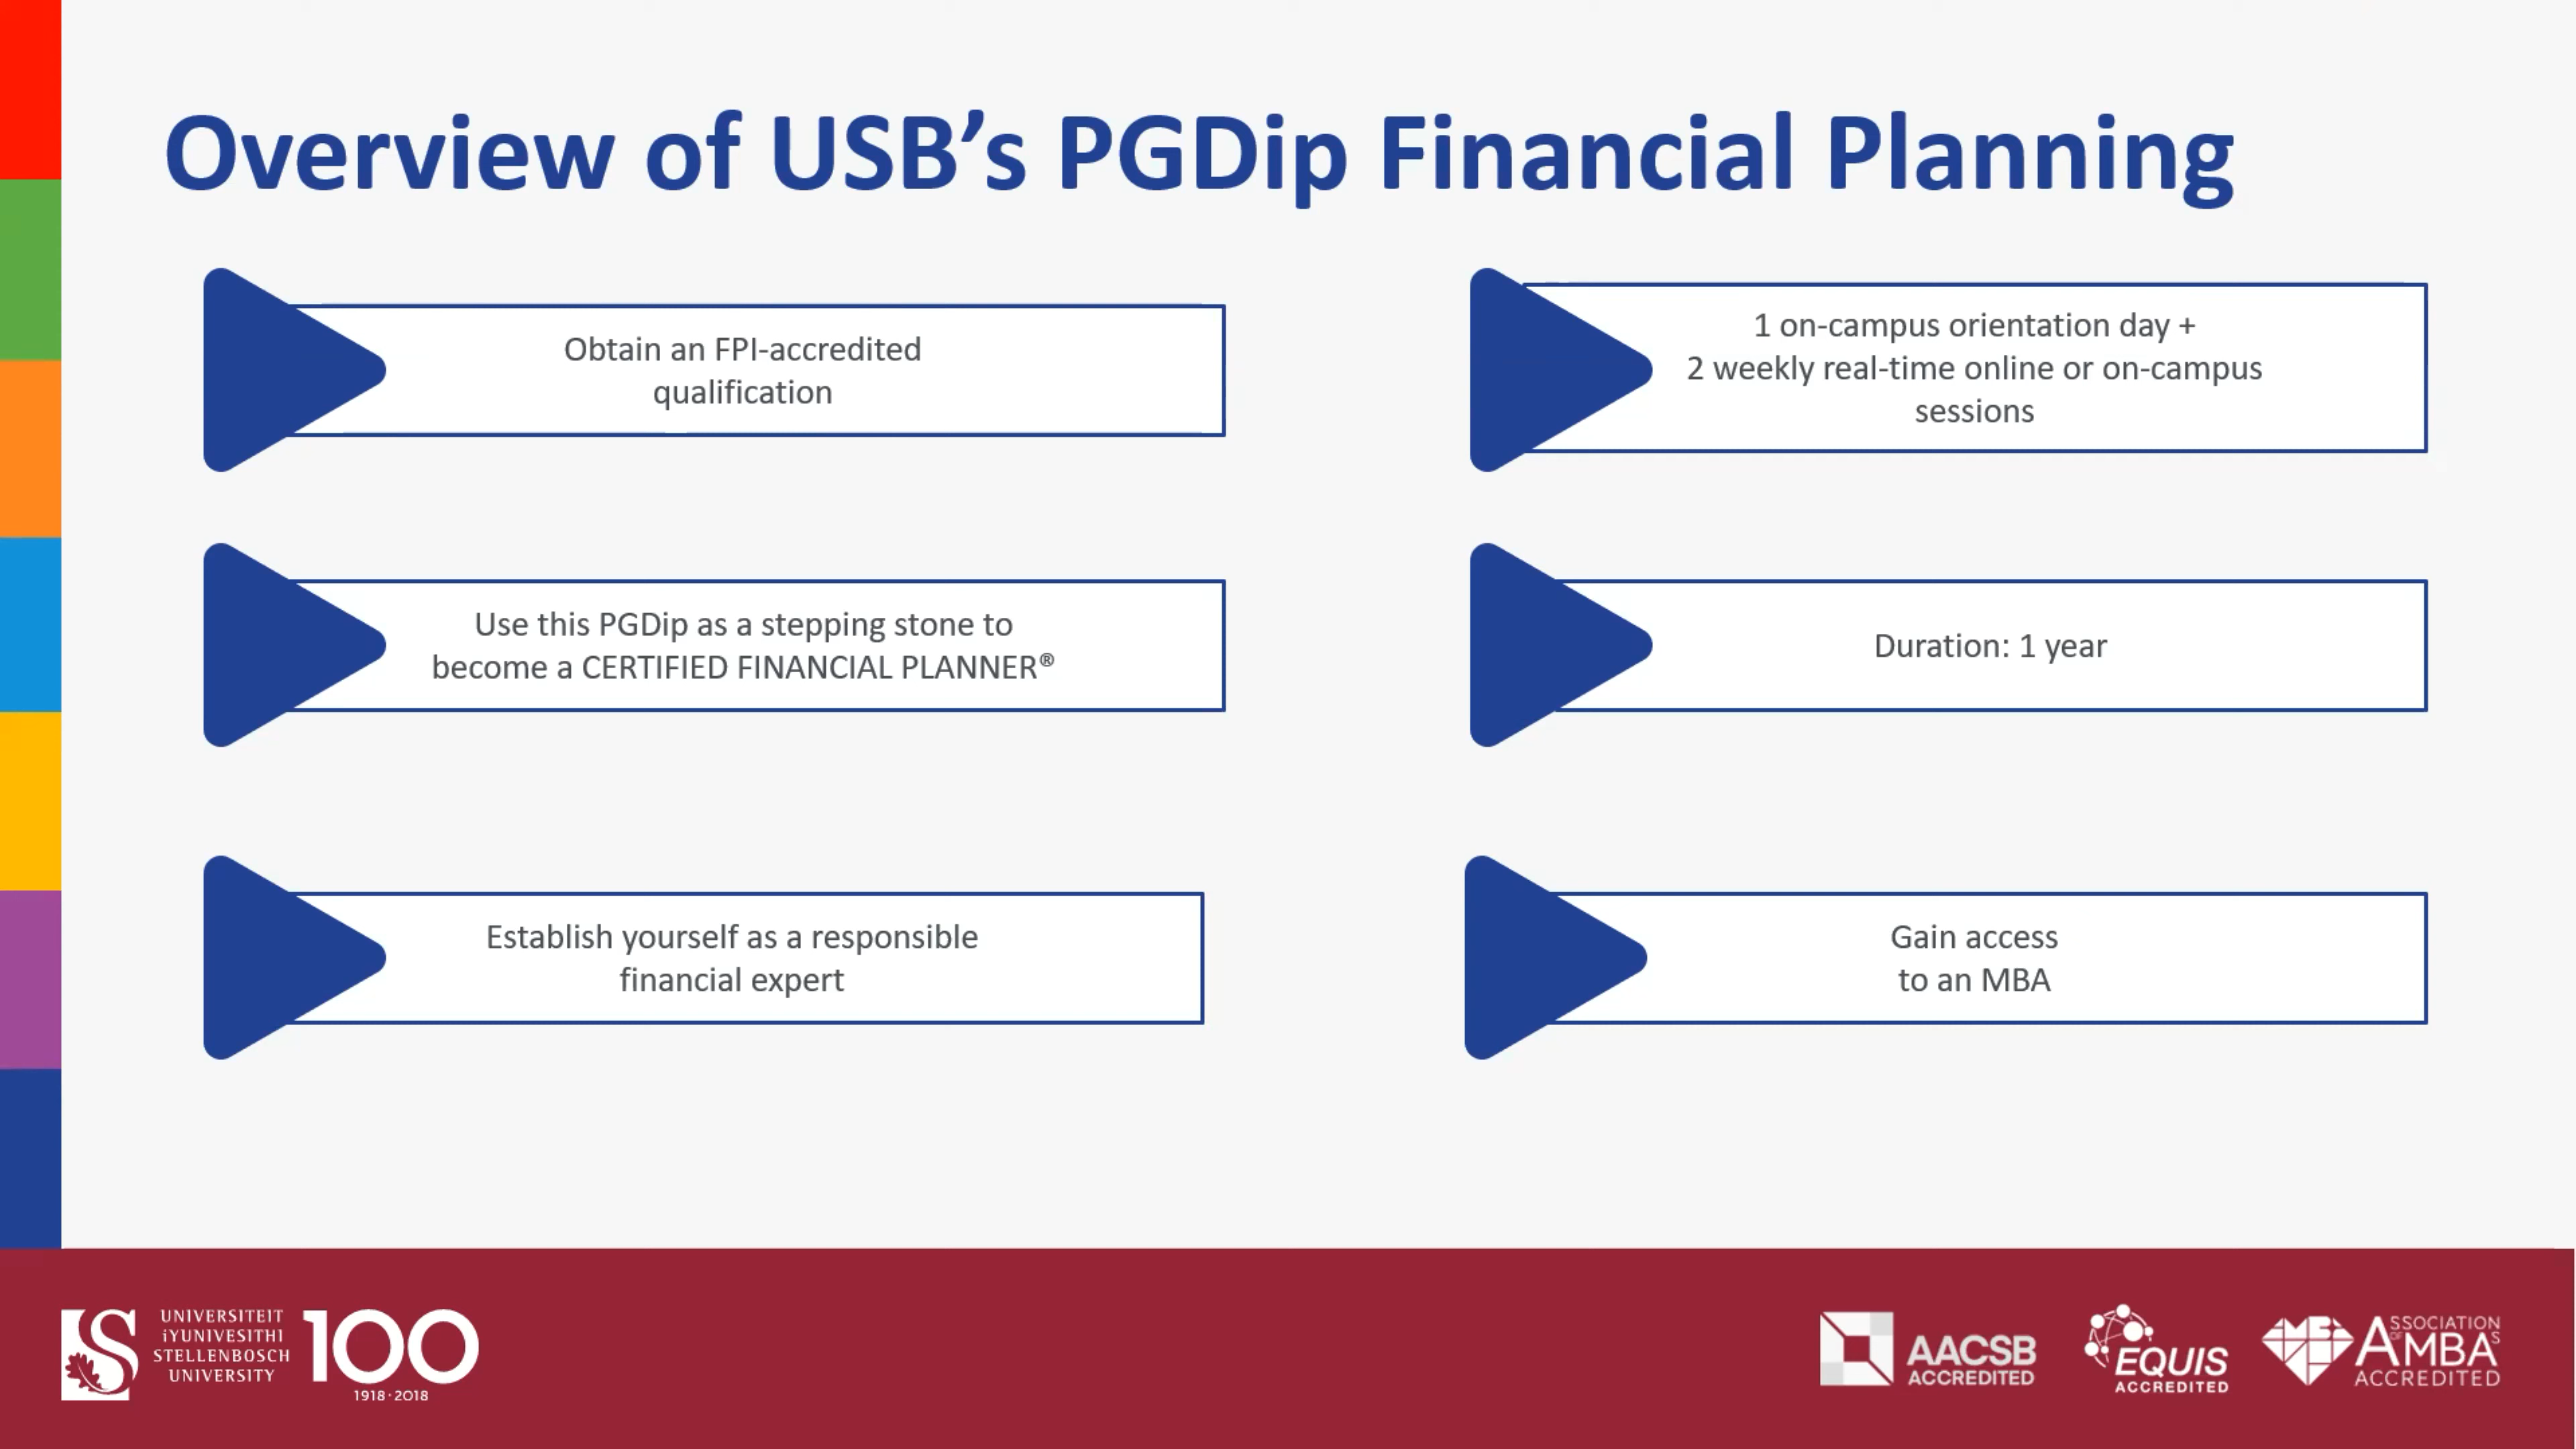 Overview of USB’s PGDip Financial Planning
Obtain an FPI-accredited
qualification
1 on-campus orientation day +
2 weekly real-time online or on-campus
sessions
Use this PGDip as a stepping stone to
become a CERTIFIED FINANCIAL PLANNER®
Duration: 1 year
Establish yourself as a responsible
financial expert
Gain access
to an MBA
UNIVERSITEIT
iYUNIVESITHI
STELLENBOSCH
UNIVERSITY
100
1918·2018
AACSB
ACCREDITED
EQUIS
ACCREDITED
ASSOCIATION
OF MBAs
ACCREDITED